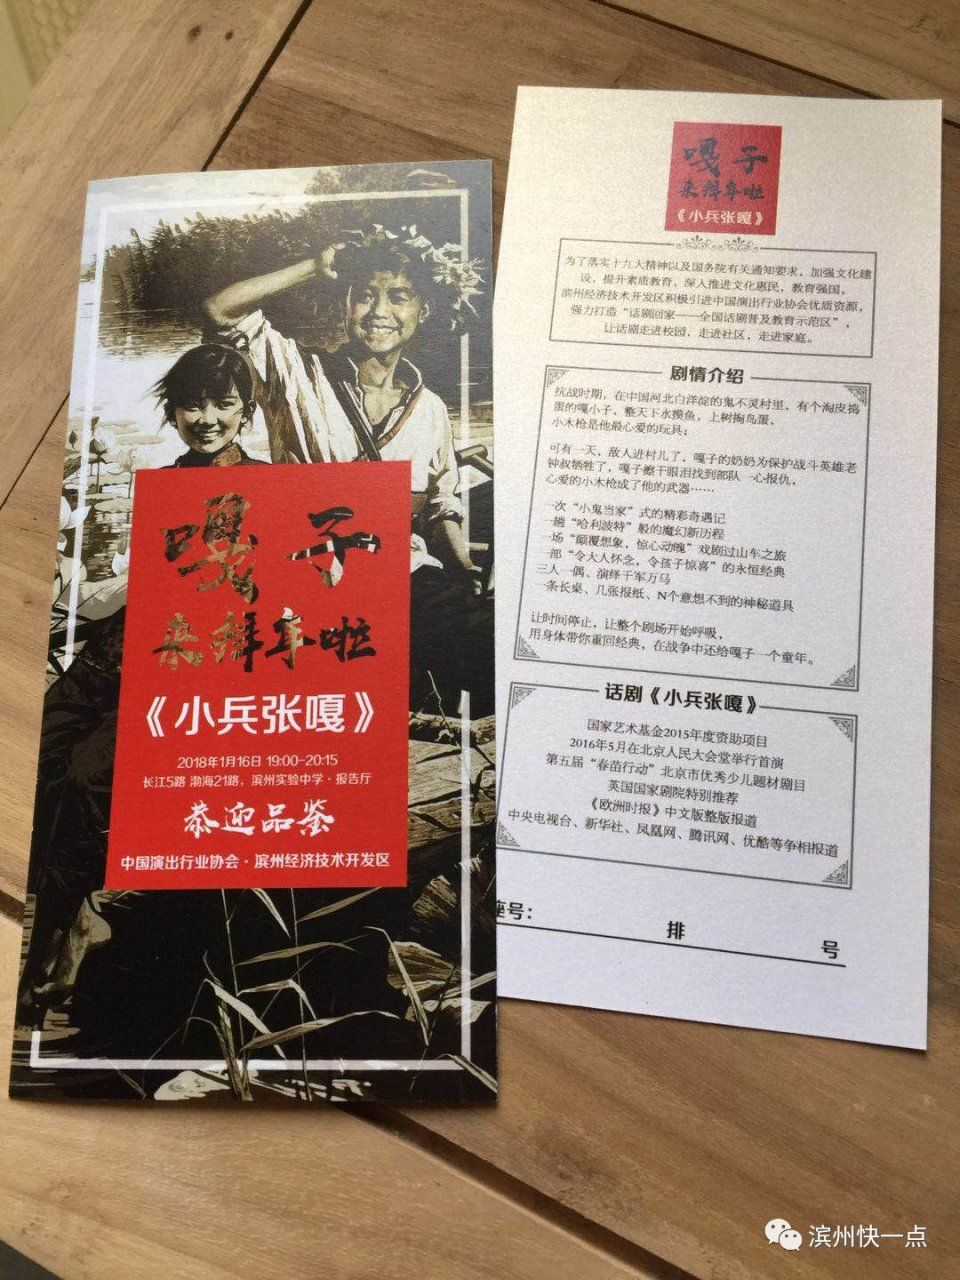 嘎子
来拜年啦
《小兵张嘎》
2018年1月16日 19:00-20:15
长江5路 渤海21路，滨州实验中学·报告厅
恭迎品鉴
中国演出行业协会·滨州经济技术开发区
嘎子
来拜年啦
《小兵张嘎》
为了落实十九大精神以及国务院有关通知要求，加强文化建
设，提升素质教育，深入推进文化惠民，教育强国，
滨州经济技术开发区积极引进中国演出行业协会优质资源，
强力打造“话剧回家——全国话剧普及教育示范区”，
让话剧走进校园，走进社区，走进家庭。
剧情介绍
抗战时期，在中国河北白洋淀的鬼不灵村里，有个淘皮捣
蛋的嘎小子，整天下水摸鱼，上树掏鸟蛋，
小木枪是他最心爱的玩具；
可有一天，敌人进村儿了，嘎子的奶奶为保护战斗英雄老
钟叔牺牲了，嘎子擦干眼泪找到部队一心报仇，
心爱的小木枪成了他的武器……
一次“小鬼当家”式的精彩奇遇记
一趟“哈利波特”般的魔幻新历程
一场“颠覆想象，惊心动魄”戏剧过山车之旅
一部“令大人怀念，令孩子惊喜”的永恒经典
三人一偶、演绎千军万马
一条长桌、几张报纸、N个意想不到的神秘道具
让时间停止，让整个剧场开始呼吸，
用身体带你重回经典，在战争中还给嘎子一个童年。
话剧《小兵张嘎》
国家艺术基金2015年度资助项目
2016年5月在北京人民大会堂举行首演
第五届“春苗行动”北京市优秀少儿题材剧目
英国国家剧院特别推荐
《欧洲时报》中文版整版报道
中央电视台、新华社、凤凰网、腾讯网、优酷等争相报道
座号：
排
号
滨州快一点